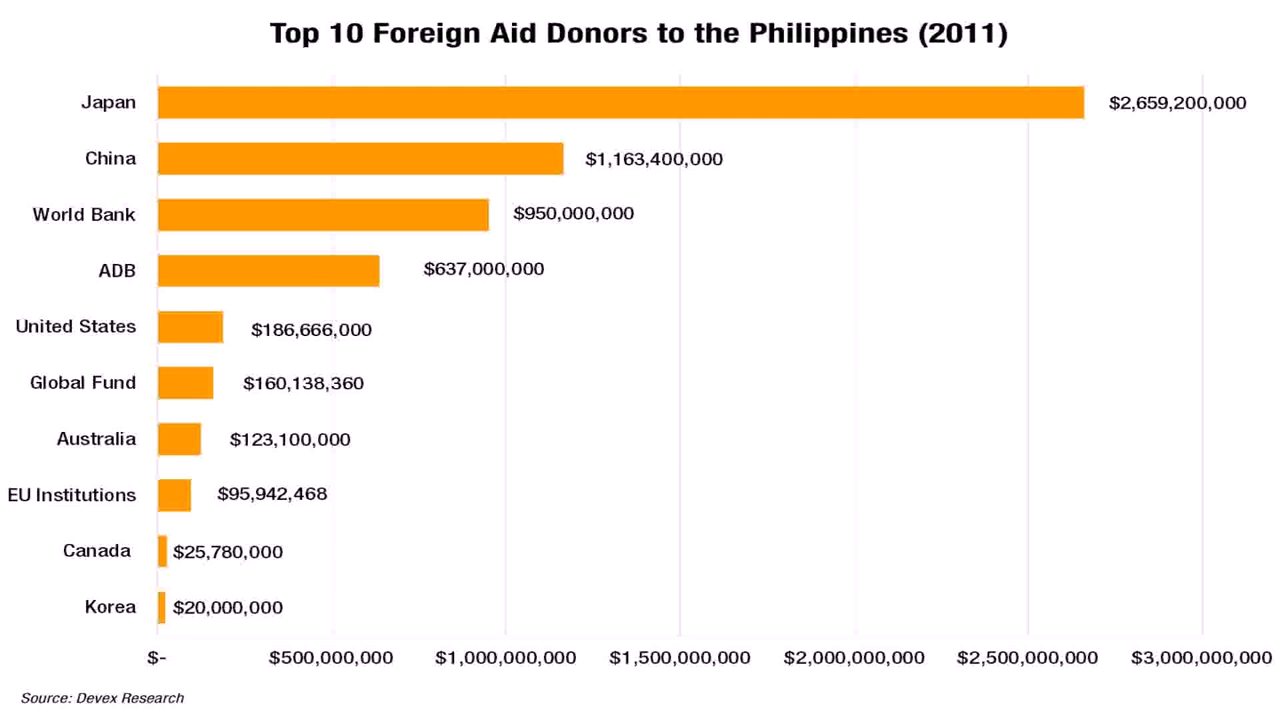 Top 10 Foreign Aid Donors to the Philippines (2011)
Japan $2,659,200,000
China $1,163,400,000
World Bank $950,000,000
ADB $637,000,000
United States $186,666,000
Global Fund $160,138,360
Australia $123,100,000
EU Institutions $95,942,468
Canada $25,780,000
Korea $20,000,000
$- $500,000,000 $1,000,000,000 $1,500,000,000 $2,000,000,000 $2,500,000,000 $3,000,000,000
Source: Devex Research